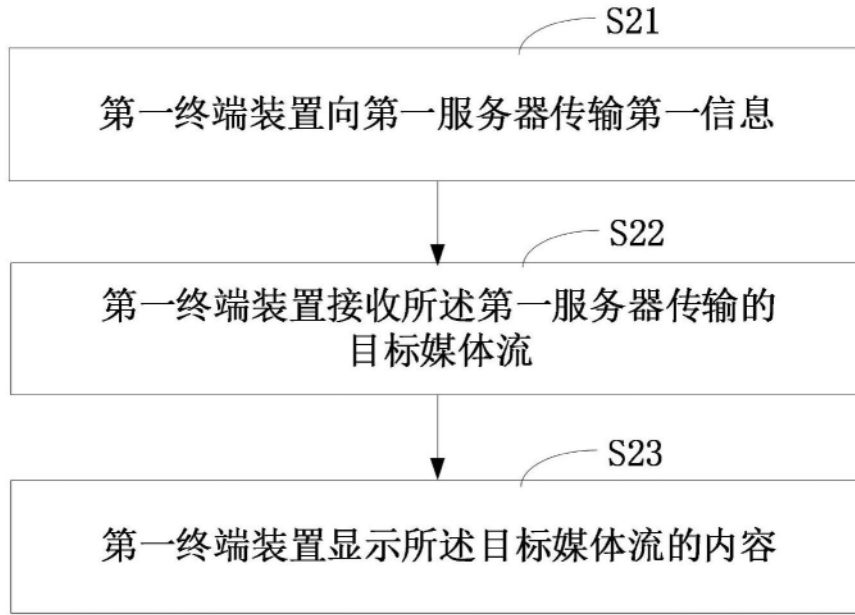 S21
第一终端装置向第一服务器传输第一信息
S22
第一终端装置接收所述第一服务器传输的
目标媒体流
S23
第一终端装置显示所述目标媒体流的内容